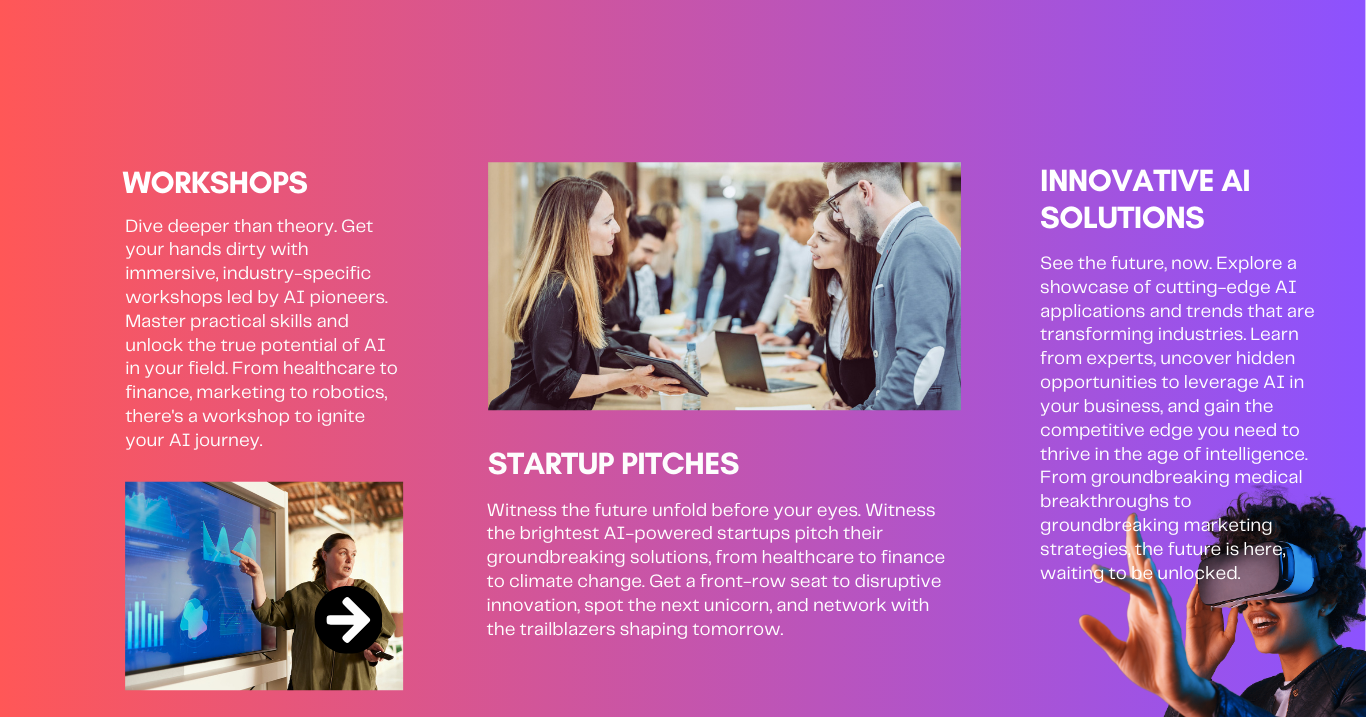 WORKSHOPS
Dive deeper than theory. Get
your hands dirty with
immersive, industry-specific
workshops led by AI pioneers.
Master practical skills and
unlock the true potential of AI
in your field. From healthcare to
finance, marketing to robotics,
there's a workshop to ignite
your AI journey.
STARTUP PITCHES
Witness the future unfold before your eyes. Witness
the brightest AI-powered startups pitch their
groundbreaking solutions, from healthcare to finance
to climate change. Get a front-row seat to disruptive
innovation, spot the next unicorn, and network with
the trailblazers shaping tomorrow.
INNOVATIVE AI
SOLUTIONS
See the future, now. Explore a
showcase of cutting-edge AI
applications and trends that are
transforming industries. Learn
from experts, uncover hidden
opportunities to leverage AI in
your business, and gain the
competitive edge you need to
thrive in the age of intelligence.
From groundbreaking medical
breakthroughs to
groundbreaking marketing
strategies, the future is here,
waiting to be unlocked.